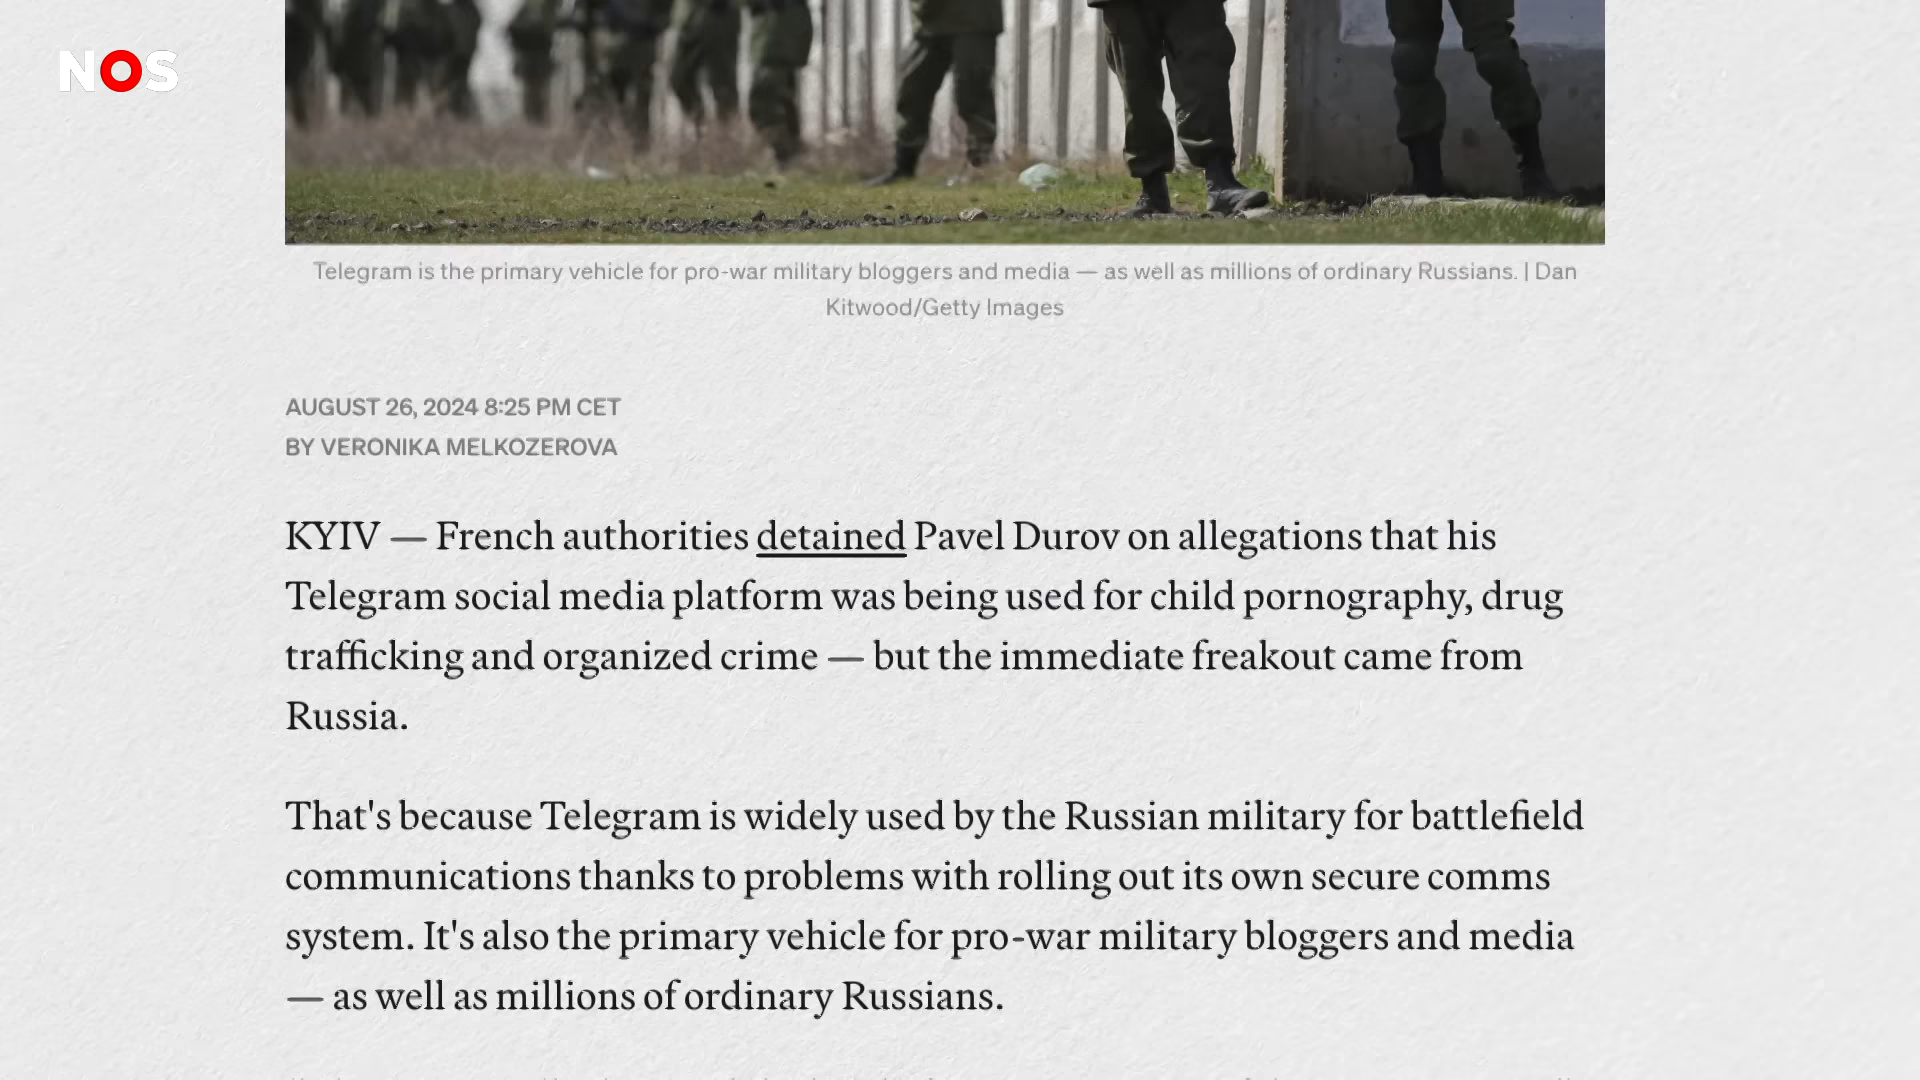 NOS
Telegram is the primary vehicle for pro-war military bloggers and media — as well as millions of ordinary Russians. | Dan
Kitwood/Getty Images
AUGUST 26, 2024 8:25 PM CET
BY VERONIKA MELKOZEROVA
KYIV — French authorities detained Pavel Durov on allegations that his
Telegram social media platform was being used for child pornography, drug
trafficking and organized crime — but the immediate freakout came from
Russia.
That's because Telegram is widely used by the Russian military for battlefield
communications thanks to problems with rolling out its own secure comms
system. It's also the primary vehicle for pro-war military bloggers and media
— as well as millions of ordinary Russians.